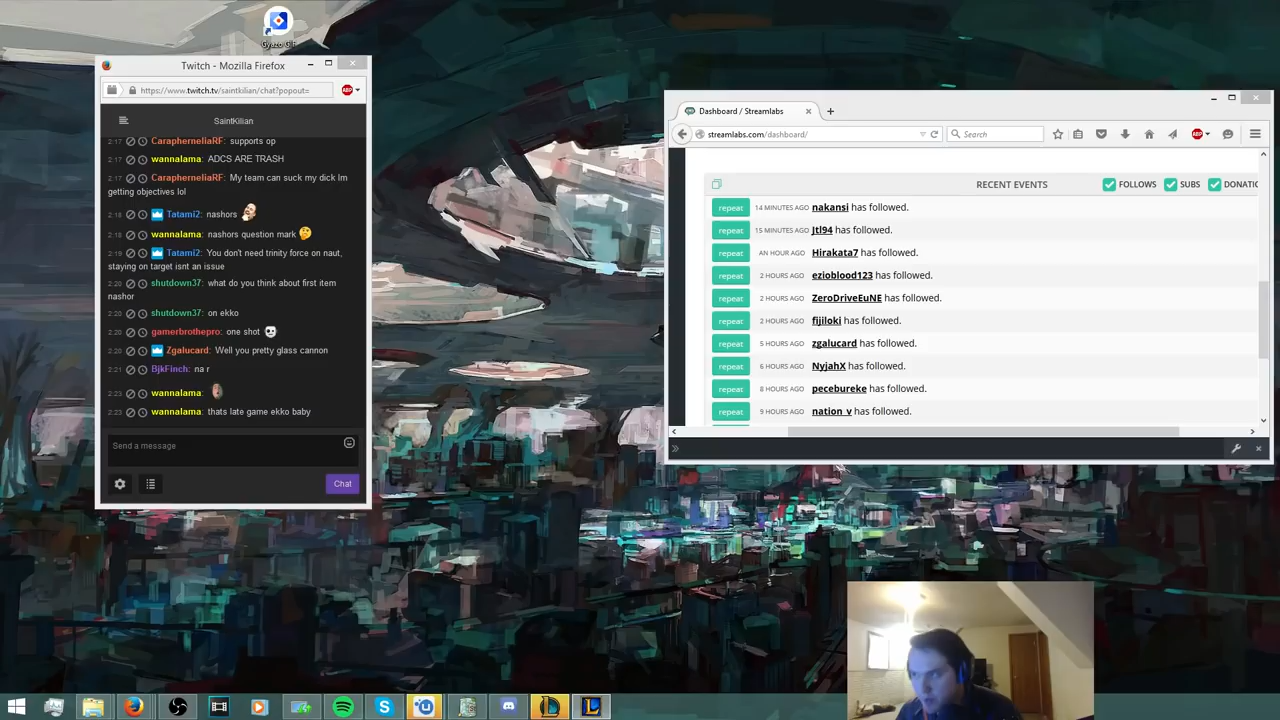 Gyazo GIF
Twitch - Mozilla Firefox
https://www.twitch.tv/saintkilian/chat?popout=
ABP
SaintKilian
2:17 CarapherneliaRF: supports op
2:17 wannalama: ADCS ARE TRASH
2:17 CarapherneliaRF: My team can suck my dick Im
getting objectives lol
2:18 Tatami2: nashors
2:18 wannalama: nashors question mark
2:19 Tatami2: You don't need trinity force on naut,
staying on target isnt an issue
2:20 shutdown37: what do you think about first item
nashor
2:20 shutdown37: on ekko
2:20 gamerbrothepro: one shot
2:20 Zgalucard: Well you pretty glass cannon
2:21 BjkFinch: na r
2:23 wannalama:
2:23 wannalama: thats late game ekko baby
Send a message
Chat
Dashboard / Streamlabs
streamlabs.com/dashboard/
Search
ABP
RECENT EVENTS
FOLLOWS
SUBS
DONATIO
repeat 14 MINUTES AGO nakansi has followed.
repeat 15 MINUTES AGO Jtl94 has followed.
repeat AN HOUR AGO Hirakata7 has followed.
repeat 2 HOURS AGO ezioblood123 has followed.
repeat 2 HOURS AGO ZeroDriveEuNE has followed.
repeat 2 HOURS AGO fijiloki has followed.
repeat 5 HOURS AGO zgalucard has followed.
repeat 6 HOURS AGO NyjahX has followed.
repeat 8 HOURS AGO pecebureke has followed.
repeat 9 HOURS AGO nation_v has followed.